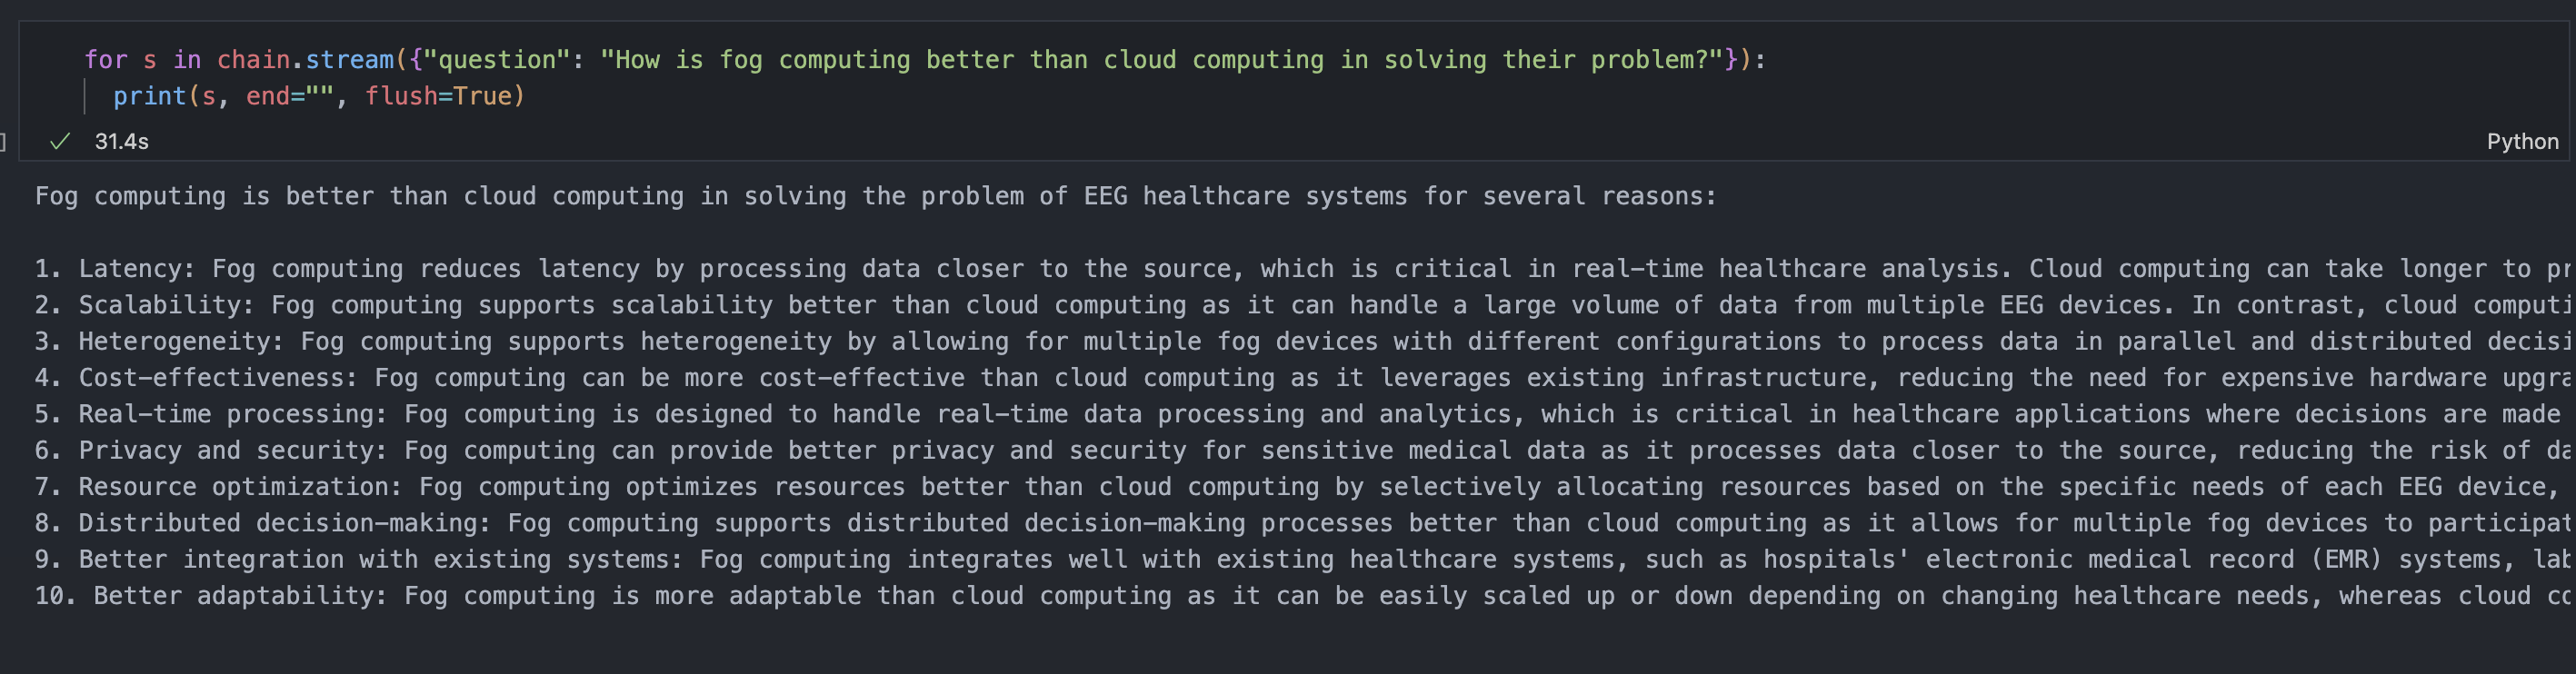 for s in chain.stream({"question": "How is fog computing better than cloud computing in solving their problem?"}):
print(s, end="", flush=True)
] ✓ 31.4s Python
Fog computing is better than cloud computing in solving the problem of EEG healthcare systems for several reasons:
1. Latency: Fog computing reduces latency by processing data closer to the source, which is critical in real-time healthcare analysis. Cloud computing can take longer to
2. Scalability: Fog computing supports scalability better than cloud computing as it can handle a large volume of data from multiple EEG devices. In contrast, cloud
3. Heterogeneity: Fog computing supports heterogeneity by allowing for multiple fog devices with different configurations to process data in parallel and distributed
4. Cost-effectiveness: Fog computing can be more cost-effective than cloud computing as it leverages existing infrastructure, reducing the need for expensive hardware
5. Real-time processing: Fog computing is designed to handle real-time data processing and analytics, which is critical in healthcare applications where decisions are made
6. Privacy and security: Fog computing can provide better privacy and security for sensitive medical data as it processes data closer to the source, reducing the risk of
7. Resource optimization: Fog computing optimizes resources better than cloud computing by selectively allocating resources based on the specific needs of each EEG device,
8. Distributed decision-making: Fog computing supports distributed decision-making processes better than cloud computing as it allows for multiple fog devices to
9. Better integration with existing systems: Fog computing integrates well with existing healthcare systems, such as hospitals' electronic medical record (EMR) systems,
10. Better adaptability: Fog computing is more adaptable than cloud computing as it can be easily scaled up or down depending on changing healthcare needs, whereas cloud